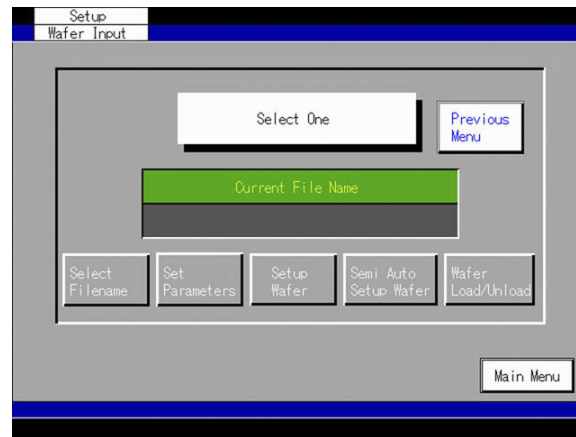 Setup
Wafer Input
Select One
Previous
Menu
Current File Name
Select
Filename
Set
Parameters
Setup
Wafer
Semi Auto
Setup Wafer
Wafer
Load/Unload
Main Menu